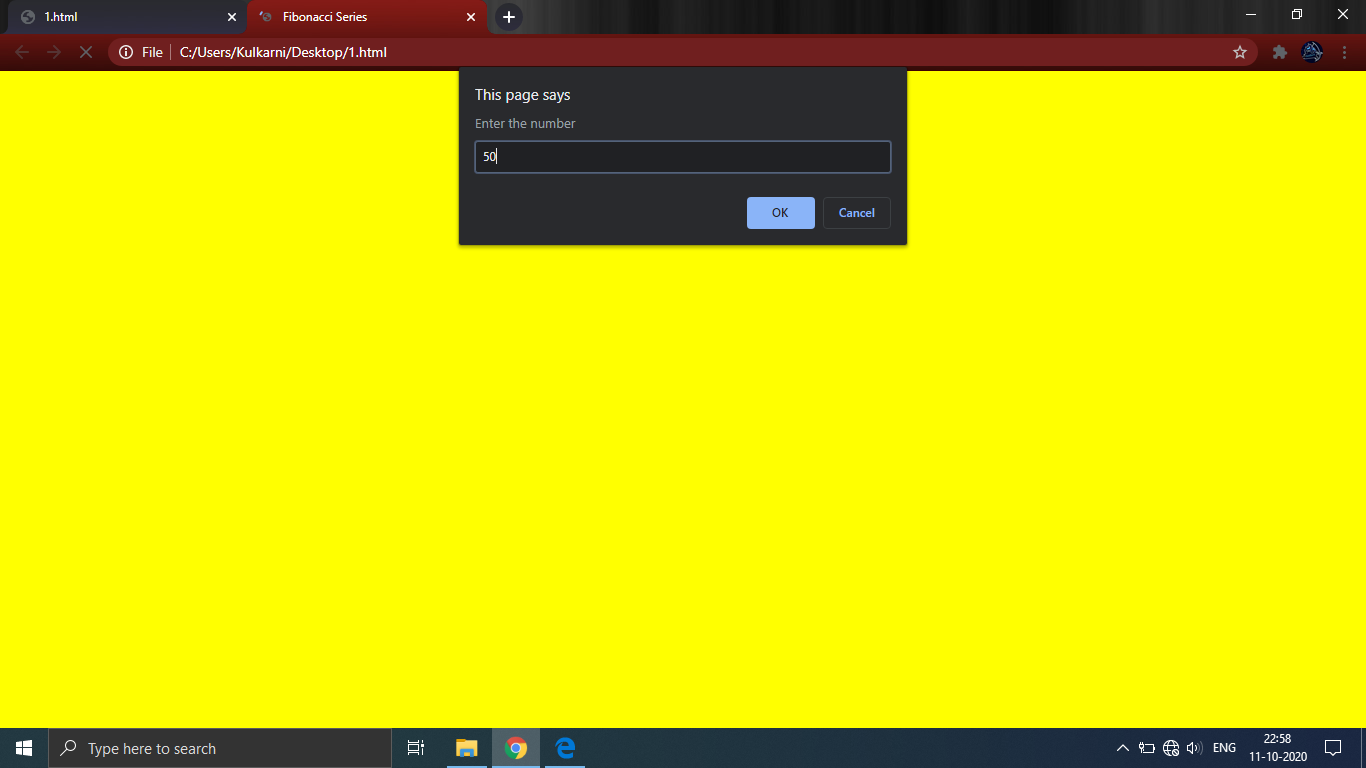 1.html
Fibonacci Series
File
C:/Users/Kulkarni/Desktop/1.html
This page says
Enter the number
50
OK
Cancel
Type here to search
ENG
22:58
11-10-2020